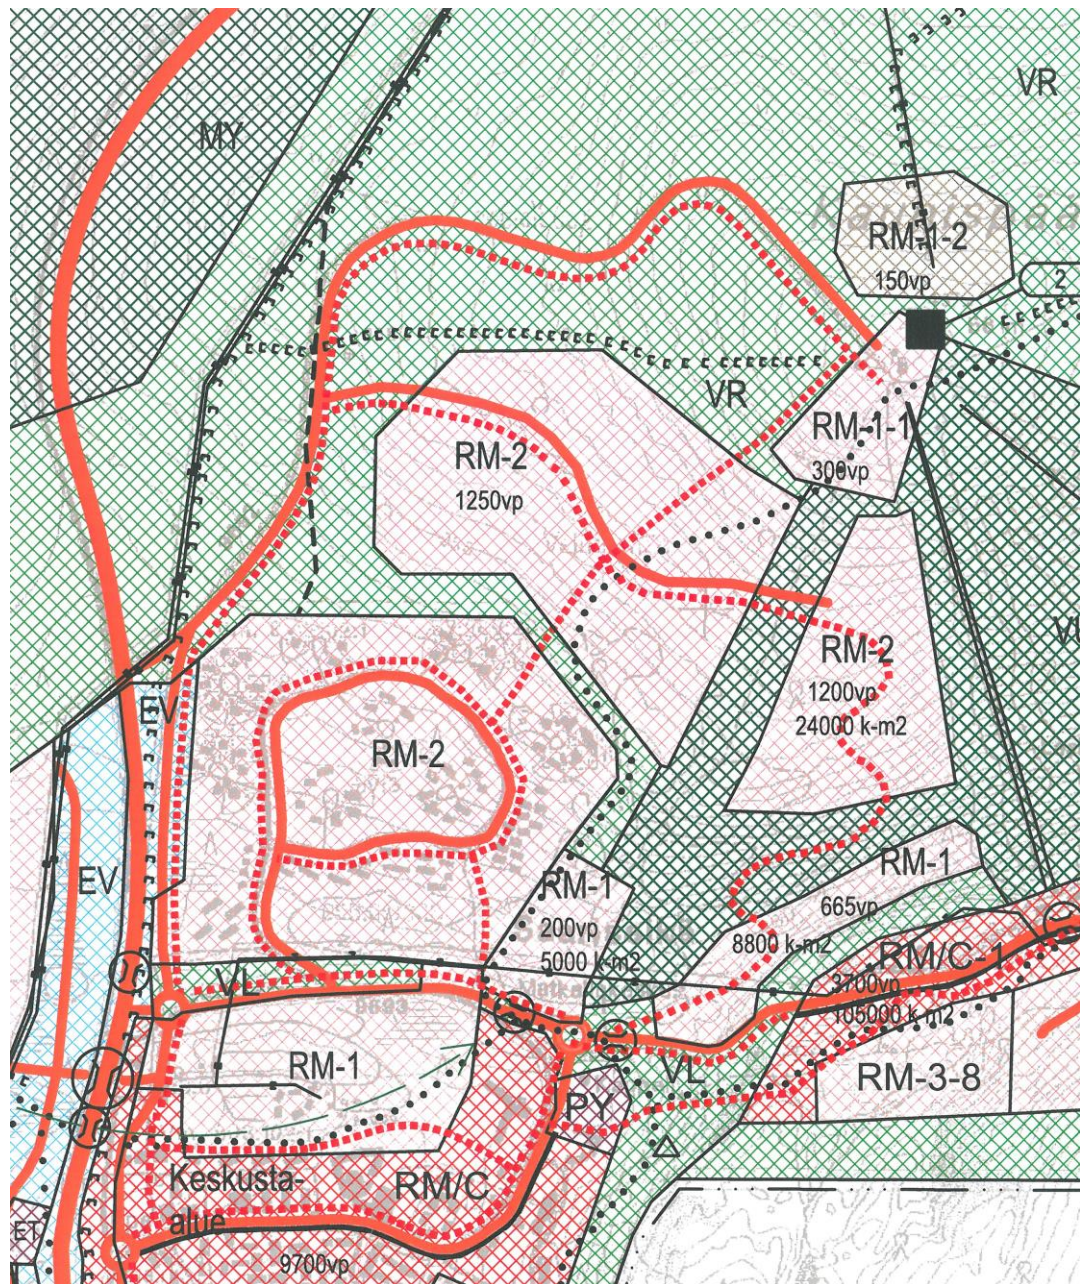 VR
MY
RM-1-2
150vp
2
VR
RM-1-1
300vp
RM-2
1250vp
RM-2
1200vp
24000 k-m2
EV
RM-2
EV
RM-1
200vp
5000 k-m2
RM-1
665vp
8800 k-m2
RM/C-1
3700vp
105000 k-m2
VL
RM-1
VL
RM-3-8
PY
Keskusta-
alue
RM/C
ET
9700vp